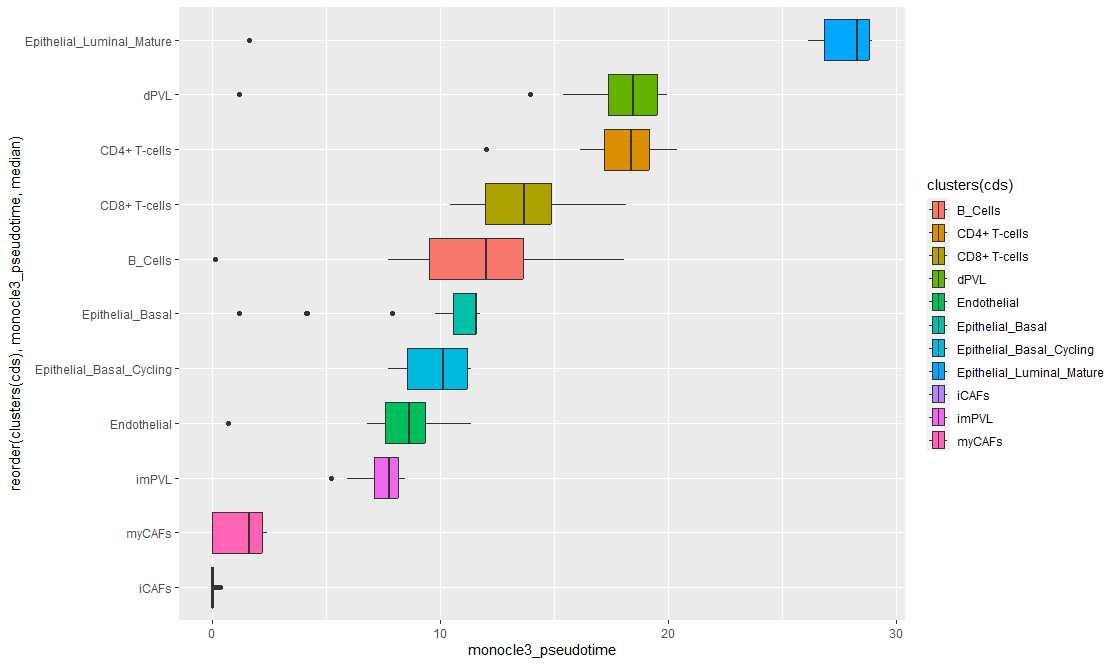 reorder(clusters(cds), monocle3_pseudotime, median)
Epithelial_Luminal_Mature
dPVL
CD4+ T-cells
CD8+ T-cells
B_Cells
Epithelial_Basal
Epithelial_Basal_Cycling
Endothelial
imPVL
myCAFs
iCAFs
0
10
20
30
monocle3_pseudotime
clusters(cds)
B_Cells
CD4+ T-cells
CD8+ T-cells
dPVL
Endothelial
Epithelial_Basal
Epithelial_Basal_Cycling
Epithelial_Luminal_Mature
iCAFs
imPVL
myCAFs